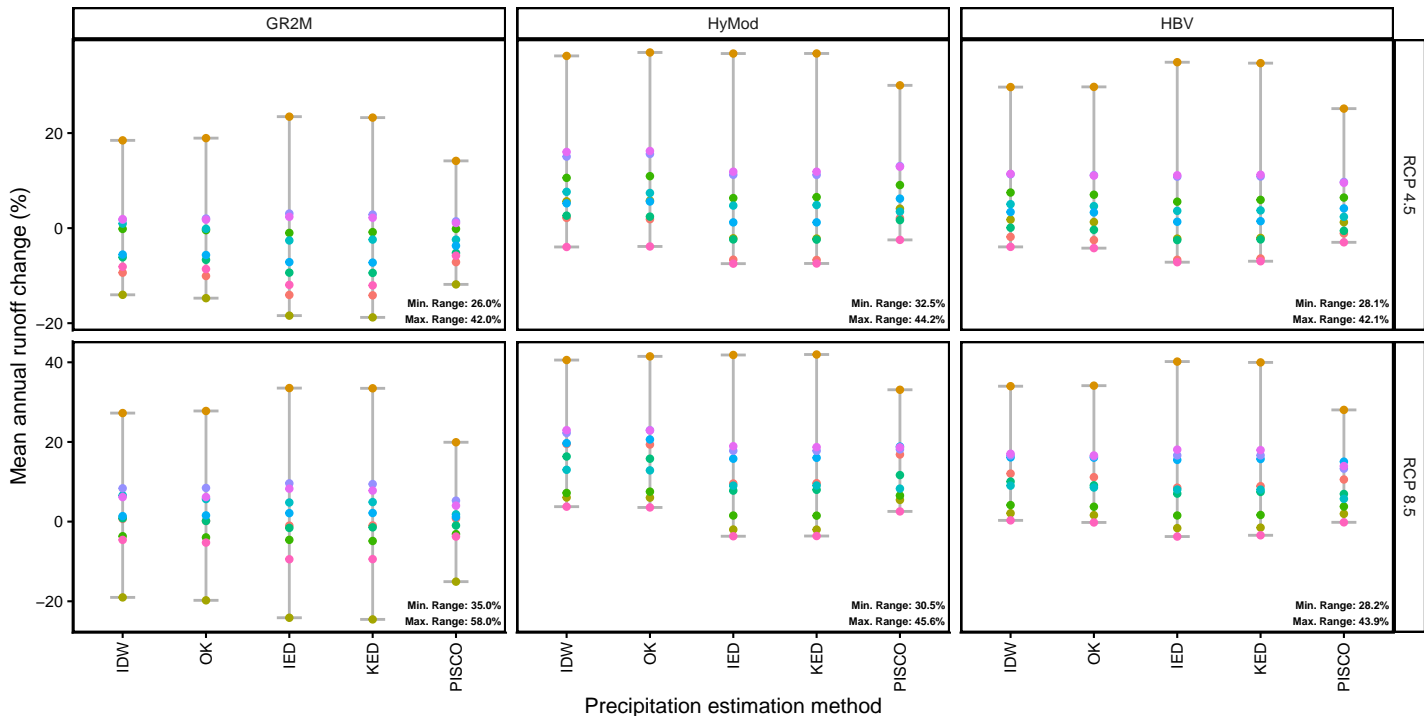 GR2M
HyMod
HBV
Mean annual runoff change (%)
20
0
−20
Min. Range: 26.0%
Max. Range: 42.0%
Min. Range: 32.5%
Max. Range: 44.2%
Min. Range: 28.1%
Max. Range: 42.1%
RCP 4.5
40
20
0
−20
Min. Range: 35.0%
Max. Range: 58.0%
Min. Range: 30.5%
Max. Range: 45.6%
Min. Range: 28.2%
Max. Range: 43.9%
RCP 8.5
IDW
OK
IED
KED
PISCO
IDW
OK
IED
KED
PISCO
IDW
OK
IED
KED
PISCO
Precipitation estimation method